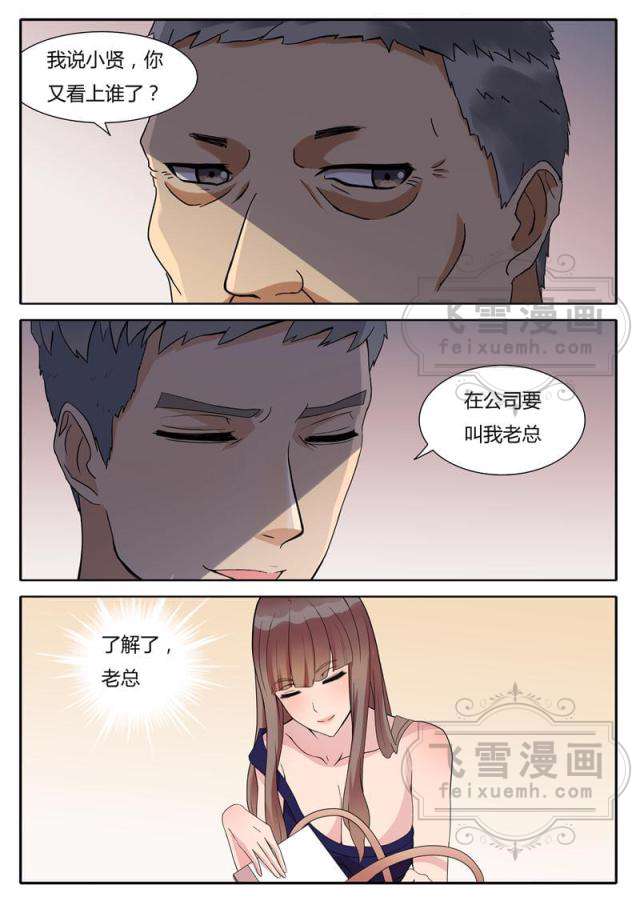 我说小贤，你
又看上谁了？
飞雪漫画
feixuemh.com
在公司要
叫我老总
了解了，
老总
飞雪漫画
feixuemh.com